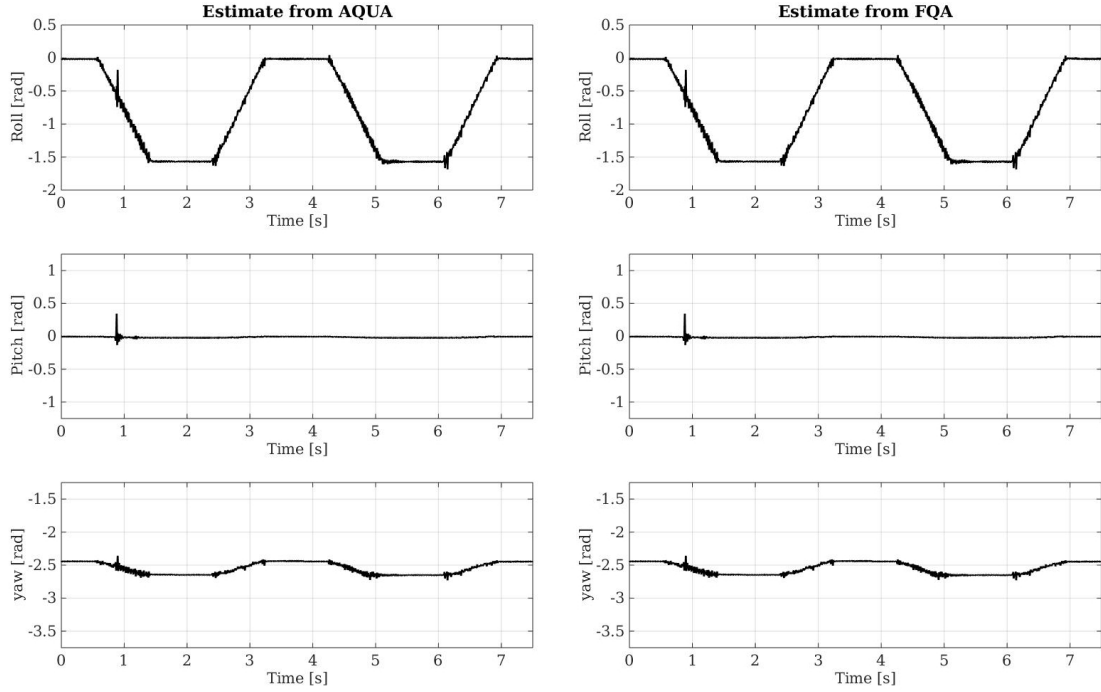 Estimate from AQUA
0.5
0
-0.5
-1
-1.5
-2
Roll [rad]
0 1 2 3 4 5 6 7
Time [s]
Estimate from FQA
0.5
0
-0.5
-1
-1.5
-2
Roll [rad]
0 1 2 3 4 5 6 7
Time [s]
1
0.5
0
-0.5
-1
Pitch [rad]
0 1 2 3 4 5 6 7
Time [s]
1
0.5
0
-0.5
-1
Pitch [rad]
0 1 2 3 4 5 6 7
Time [s]
-1.5
-2
-2.5
-3
-3.5
yaw [rad]
0 1 2 3 4 5 6 7
Time [s]
-1.5
-2
-2.5
-3
-3.5
yaw [rad]
0 1 2 3 4 5 6 7
Time [s]